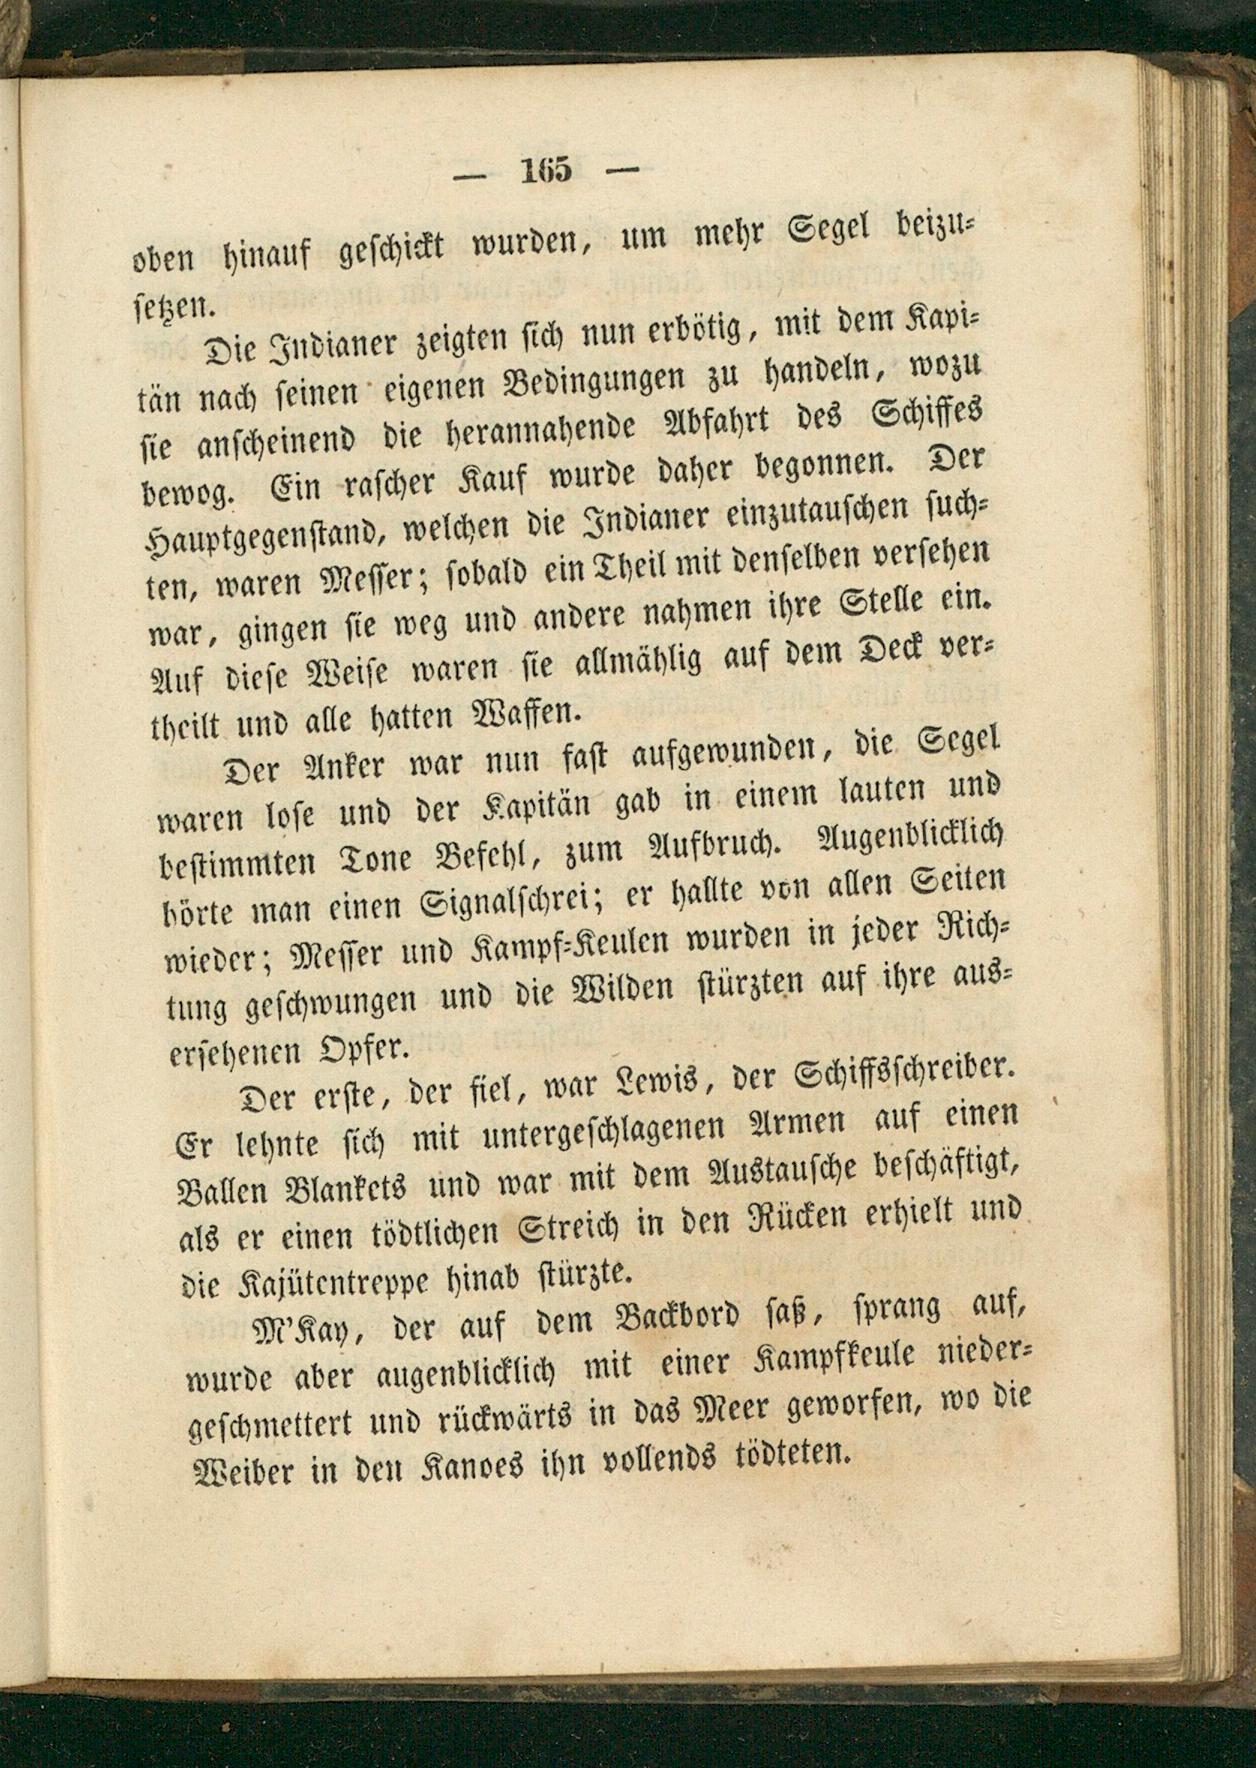 — 165 —
oben hinauf geschickt wurden, um mehr Segel beizu-
setzen.
Die Indianer zeigten sich nun erbötig, mit dem Kapi-
tän nach seinen eigenen Bedingungen zu handeln, wozu
sie anscheinend die herannahende Abfahrt des Schiffes
bewog. Ein rascher Kauf wurde daher begonnen. Der
Hauptgegenstand, welchen die Indianer einzutauschen such-
ten, waren Messer; sobald ein Theil mit denselben versehen
war, gingen sie weg und andere nahmen ihre Stelle ein.
Auf diese Weise waren sie allmählig auf dem Deck ver-
theilt und alle hatten Waffen.
Der Anker war nun fast aufgewunden, die Segel
waren lose und der Kapitän gab in einem lauten und
bestimmten Tone Befehl, zum Aufbruch. Augenblicklich
hörte man einen Signalschrei; er hallte von allen Seiten
wieder; Messer und Kampf-Keulen wurden in jeder Rich-
tung geschwungen und die Wilden stürzten auf ihre aus-
ersehenen Opfer.
Der erste, der fiel, war Lewis, der Schiffsschreiber.
Er lehnte sich mit untergeschlagenen Armen auf einen
Ballen Blankets und war mit dem Austausche beschäftigt,
als er einen tödtlichen Streich in den Rücken erhielt und
die Kajütentreppe hinab stürzte.
M'Kay, der auf dem Backbord saß, sprang auf,
wurde aber augenblicklich mit einer Kampfkeule nieder-
geschmettert und rückwärts in das Meer geworfen, wo die
Weiber in den Kanoes ihn vollends tödteten.